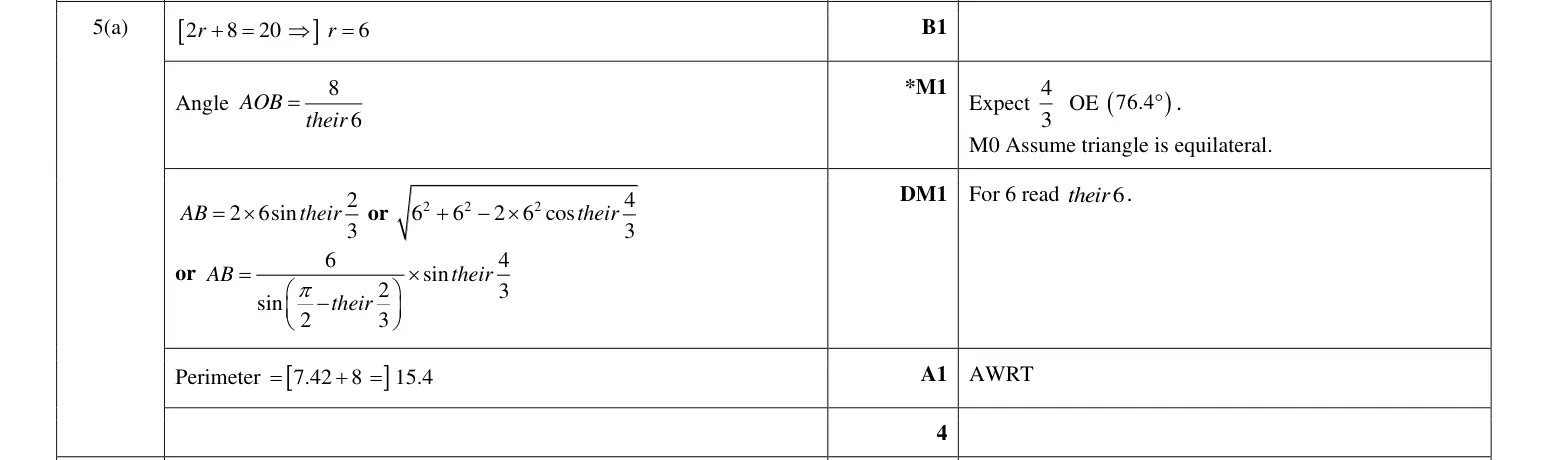 5(a) [2r + 8 = 20 ⇒] r = 6 B1
Angle AOB = 8/their 6 *M1 Expect 4/3 OE (76.4°).
M0 Assume triangle is equilateral.
AB = 2 × 6 sin their 2/3 or √(6² + 6² − 2 × 6² cos their 4/3) DM1 For 6 read their 6.
or AB = 6/sin(π/2 − their 2/3) × sin their 4/3
Perimeter = [7.42 + 8 =] 15.4 A1 AWRT
4